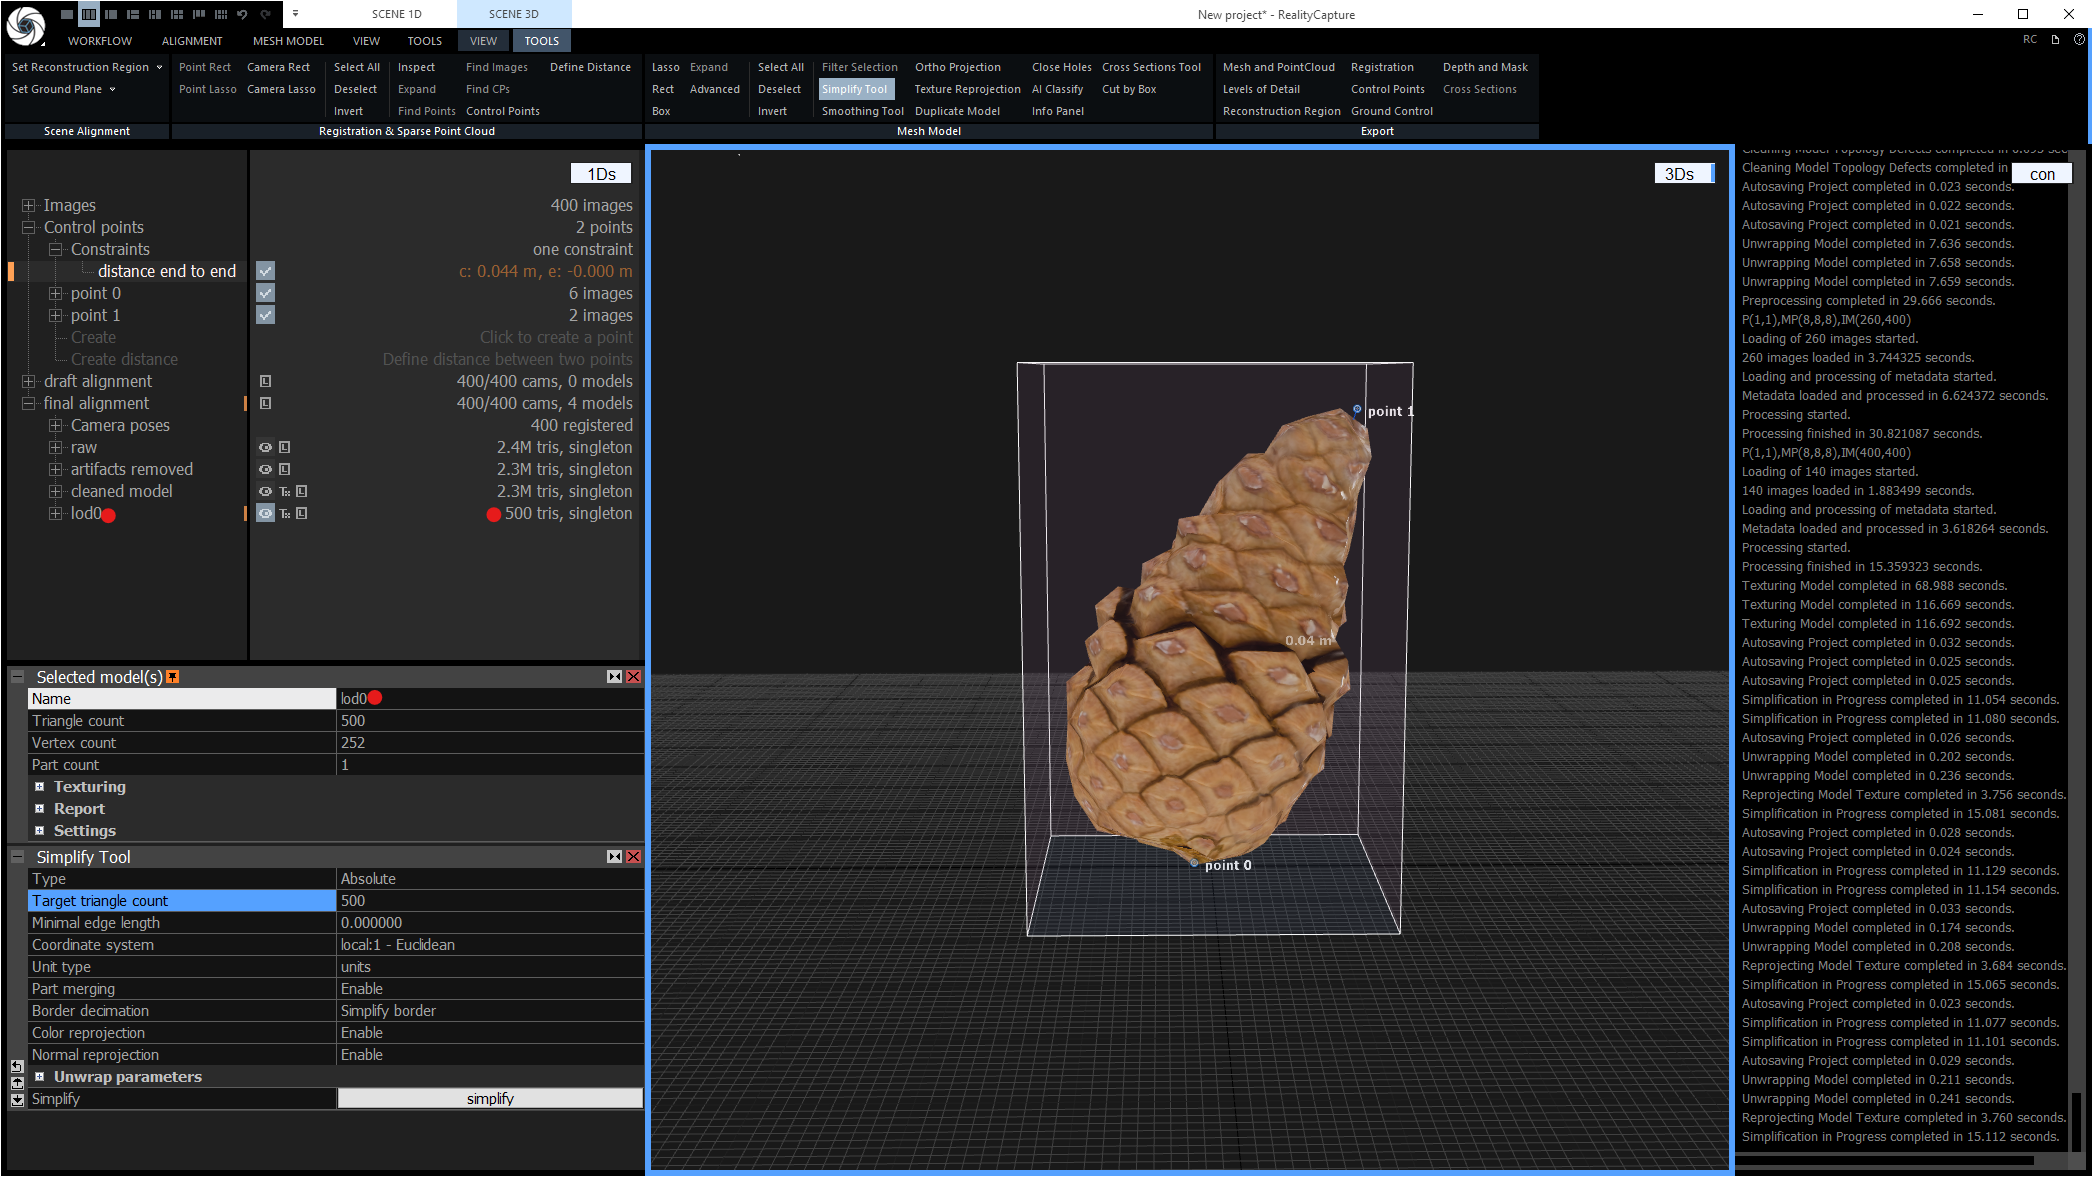 SCENE 1D
SCENE 3D
New project* - RealityCapture
WORKFLOW
ALIGNMENT
MESH MODEL
VIEW
TOOLS
VIEW
TOOLS
RC
Set Reconstruction Region
Set Ground Plane
Scene Alignment
Point Rect Camera Rect Select All Inspect Find Images Define Distance
Point Lasso Camera Lasso Deselect Expand Find CPs
Invert Find Points Control Points
Registration & Sparse Point Cloud
Lasso Expand Select All Filter Selection Ortho Projection Close Holes Cross Sections Tool
Rect Advanced Deselect Simplify Tool Texture Reprojection AI Classify Cut by Box
Box Invert Smoothing Tool Duplicate Model Info Panel
Mesh Model
Mesh and PointCloud Registration Depth and Mask
Levels of Detail Control Points Cross Sections
Reconstruction Region Ground Control
Export
1Ds
Images 400 images
Control points 2 points
Constraints one constraint
distance end to end c: 0.044 m, e: -0.000 m
point 0 6 images
point 1 2 images
Create Click to create a point
Create distance Define distance between two points
draft alignment 400/400 cams, 0 models
final alignment 400/400 cams, 4 models
Camera poses 400 registered
raw 2.4M tris, singleton
artifacts removed 2.3M tris, singleton
cleaned model 2.3M tris, singleton
lod0 500 tris, singleton
Selected model(s)
Name lod0
Triangle count 500
Vertex count 252
Part count 1
Texturing
Report
Settings
Simplify Tool
Type Absolute
Target triangle count 500
Minimal edge length 0.000000
Coordinate system local:1 - Euclidean
Unit type units
Part merging Enable
Border decimation Simplify border
Color reprojection Enable
Normal reprojection Enable
Unwrap parameters
Simplify simplify
3Ds
point 1
0.04 m
point 0
con
Cleaning Model Topology Defects completed in 0.093 sec
Cleaning Model Topology Defects completed in
Autosaving Project completed in 0.023 seconds.
Autosaving Project completed in 0.022 seconds.
Autosaving Project completed in 0.021 seconds.
Unwrapping Model completed in 7.636 seconds.
Unwrapping Model completed in 7.658 seconds.
Unwrapping Model completed in 7.659 seconds.
Preprocessing completed in 29.666 seconds.
P(1,1),MP(8,8,8),IM(260,400)
Loading of 260 images started.
260 images loaded in 3.744325 seconds.
Loading and processing of metadata started.
Metadata loaded and processed in 6.624372 seconds.
Processing started.
Processing finished in 30.821087 seconds.
P(1,1),MP(8,8,8),IM(400,400)
Loading of 140 images started.
140 images loaded in 1.883499 seconds.
Loading and processing of metadata started.
Metadata loaded and processed in 3.618264 seconds.
Processing started.
Processing finished in 15.359323 seconds.
Texturing Model completed in 68.988 seconds.
Texturing Model completed in 116.669 seconds.
Texturing Model completed in 116.692 seconds.
Autosaving Project completed in 0.032 seconds.
Autosaving Project completed in 0.025 seconds.
Autosaving Project completed in 0.025 seconds.
Simplification in Progress completed in 11.054 seconds.
Simplification in Progress completed in 11.080 seconds.
Autosaving Project completed in 0.026 seconds.
Unwrapping Model completed in 0.202 seconds.
Unwrapping Model completed in 0.236 seconds.
Reprojecting Model Texture completed in 3.756 seconds.
Simplification in Progress completed in 15.081 seconds.
Autosaving Project completed in 0.028 seconds.
Autosaving Project completed in 0.024 seconds.
Simplification in Progress completed in 11.129 seconds.
Simplification in Progress completed in 11.154 seconds.
Autosaving Project completed in 0.033 seconds.
Unwrapping Model completed in 0.174 seconds.
Unwrapping Model completed in 0.208 seconds.
Reprojecting Model Texture completed in 3.684 seconds.
Simplification in Progress completed in 15.065 seconds.
Autosaving Project completed in 0.023 seconds.
Simplification in Progress completed in 11.077 seconds.
Simplification in Progress completed in 11.101 seconds.
Autosaving Project completed in 0.029 seconds.
Unwrapping Model completed in 0.211 seconds.
Unwrapping Model completed in 0.241 seconds.
Reprojecting Model Texture completed in 3.760 seconds.
Simplification in Progress completed in 15.112 seconds.